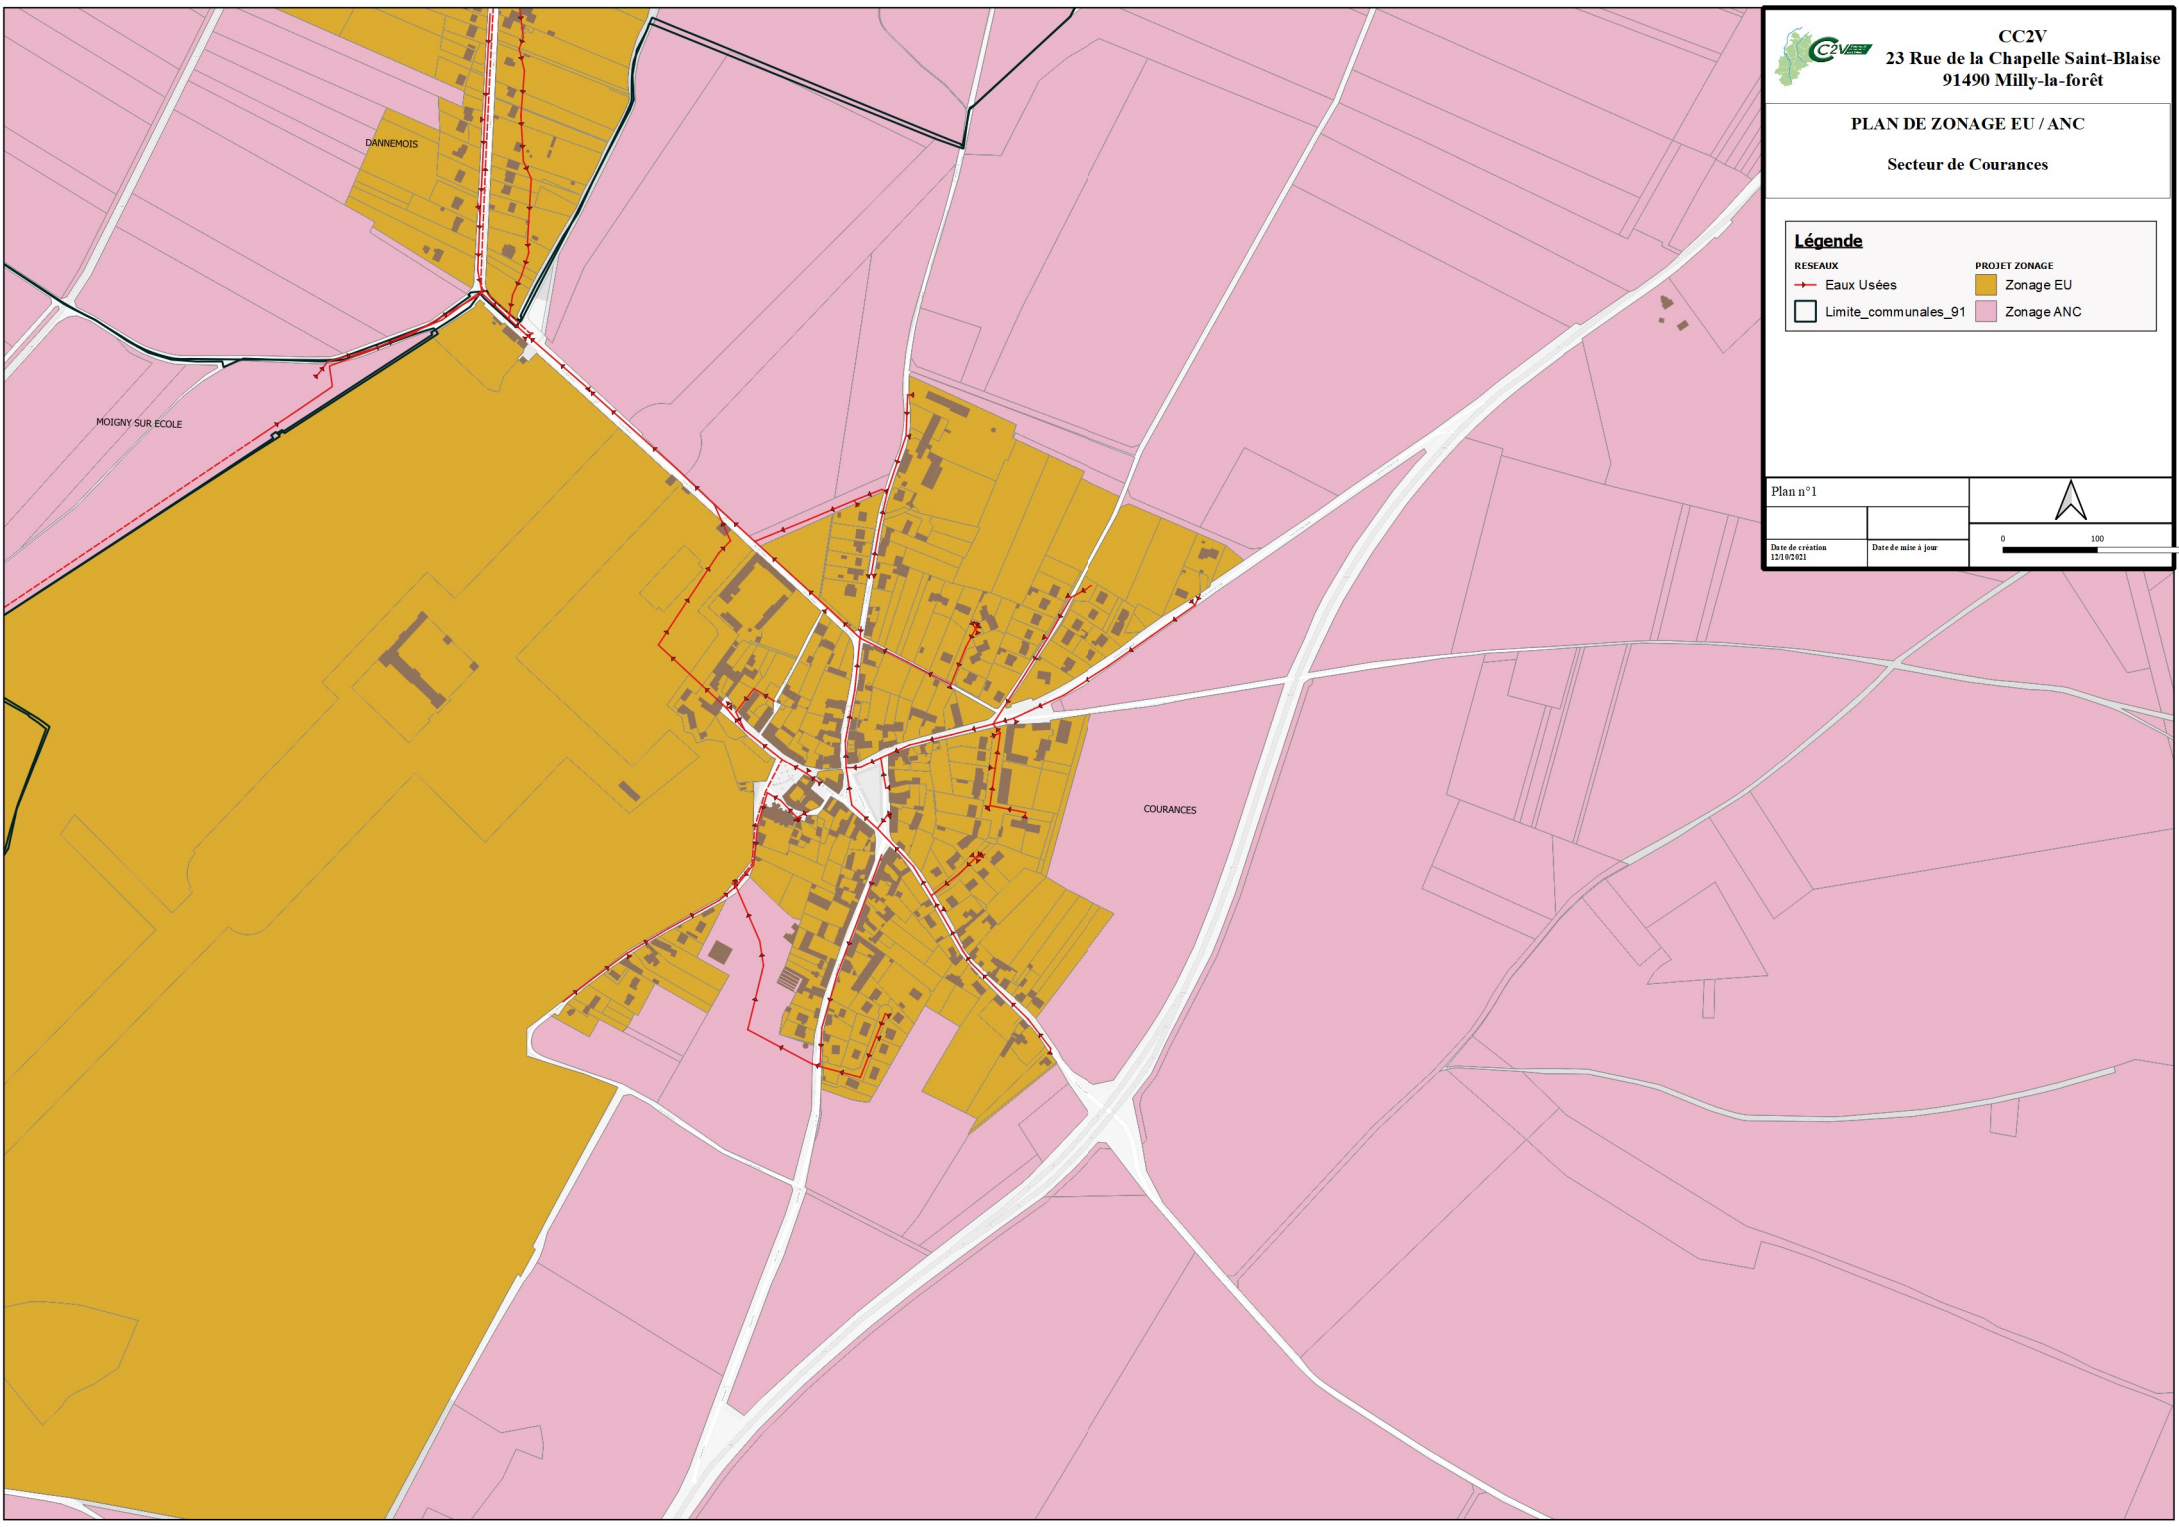 C2V
CC2V
23 Rue de la Chapelle Saint-Blaise
91490 Milly-la-forêt
PLAN DE ZONAGE EU / ANC
Secteur de Courances
Légende
RESEAUX
PROJET ZONAGE
Eaux Usées
Zonage EU
Limite_communales_91
Zonage ANC
Plan n°1
Date de création
12/10/2021
Date de mise à jour
0 100
DANNEMOIS
MOIGNY SUR ECOLE
COURANCES